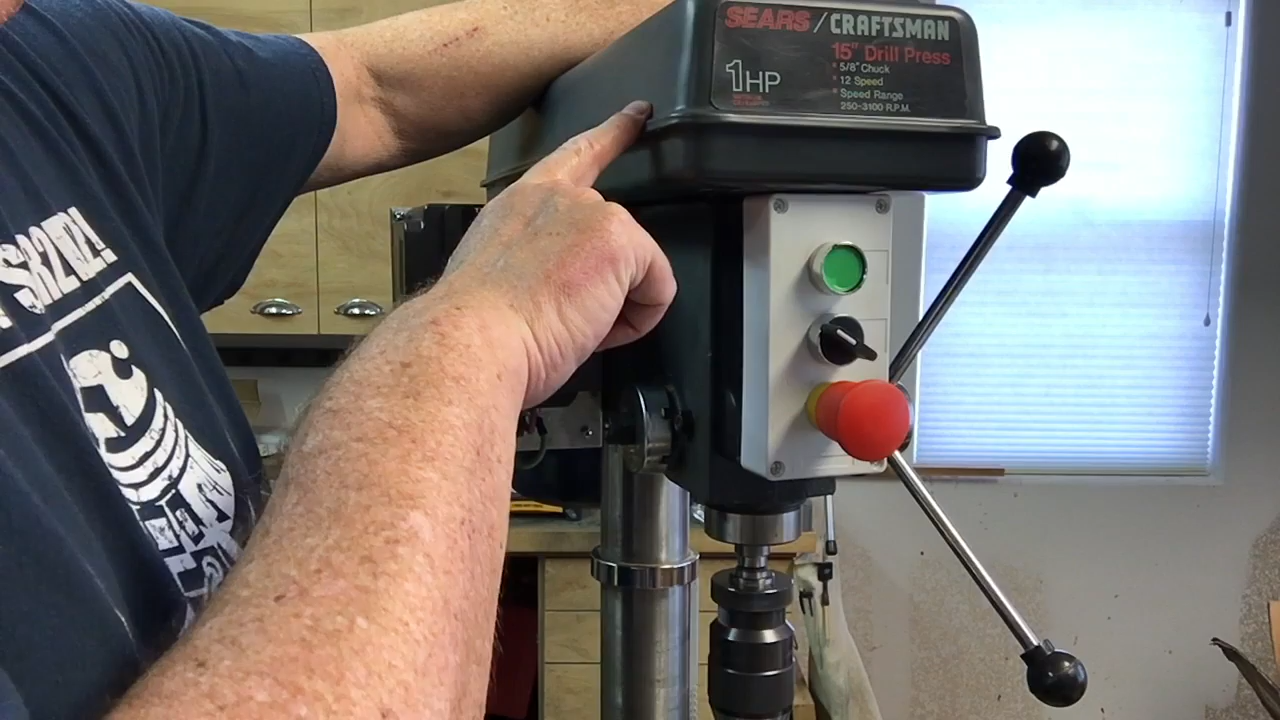 SEARS/CRAFTSMAN
15" Drill Press
5/8" Chuck
12 Speed
Speed Range
250-3100 R.P.M.
1HP